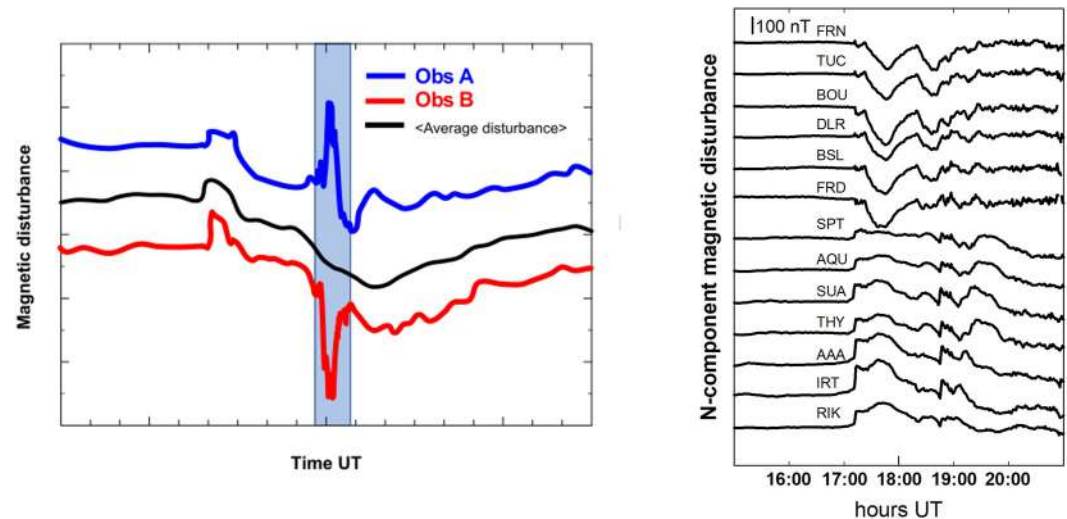 Obs A
Obs B
<Average disturbance>
Magnetic disturbance
Time UT
100 nT
FRN
TUC
BOU
DLR
BSL
FRD
SPT
AQU
SUA
THY
AAA
IRT
RIK
N-component magnetic disturbance
16:00 17:00 18:00 19:00 20:00
hours UT